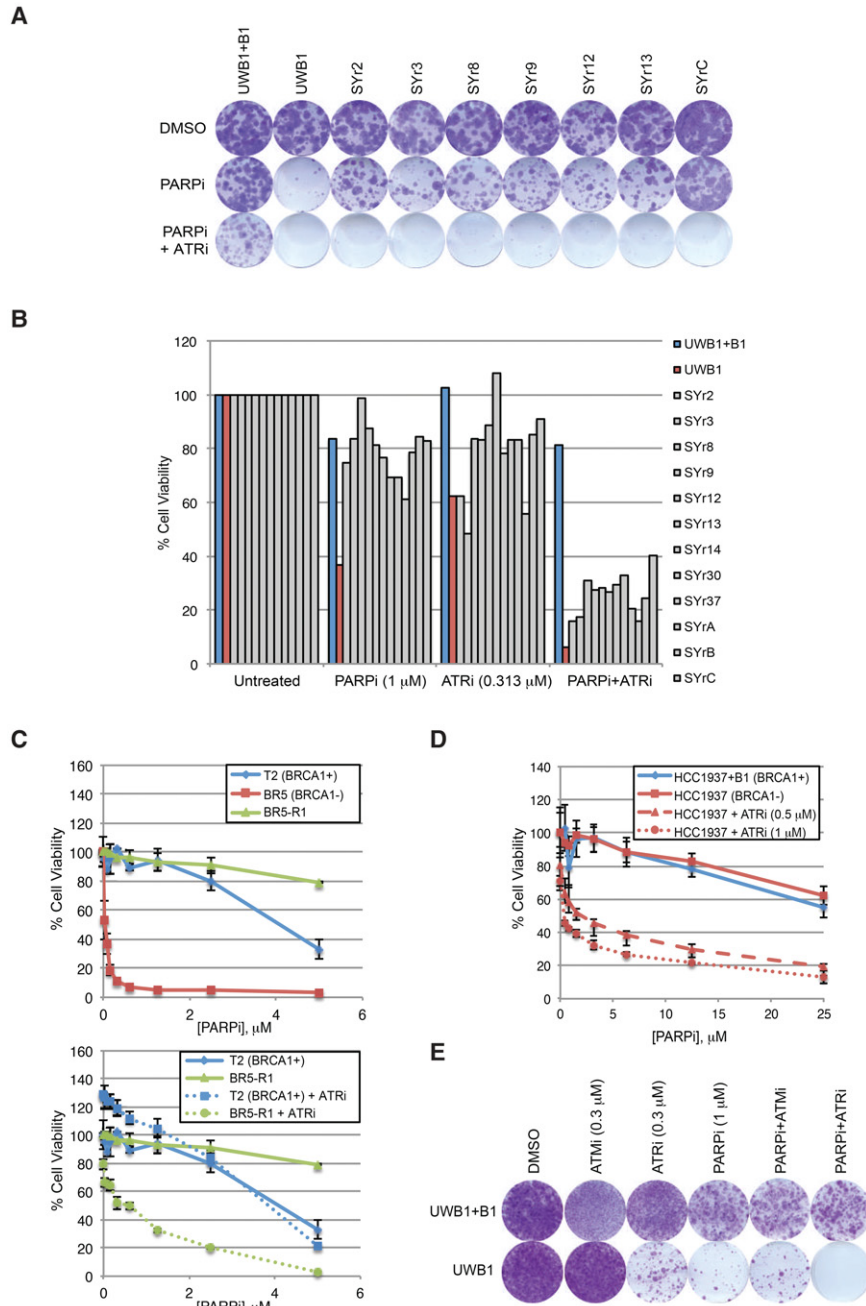 A
UWB1+B1
UWB1
SYr2
SYr3
SYr8
SYr9
SYr12
SYr13
SYrC
DMSO
PARPi
PARPi
+ ATRi
B
120
100
80
60
40
20
0
% Cell Viability
Untreated
PARPi (1 μM)
ATRi (0.313 μM)
PARPi+ATRi
UWB1+B1
UWB1
SYr2
SYr3
SYr8
SYr9
SYr12
SYr13
SYr14
SYr30
SYr37
SYrA
SYrB
SYrC
C
160
140
120
100
80
60
40
20
0
% Cell Viability
T2 (BRCA1+)
BR5 (BRCA1-)
BR5-R1
0
2
4
6
[PARPi], μM
160
140
120
100
80
60
40
20
0
% Cell Viability
T2 (BRCA1+)
BR5-R1
T2 (BRCA1+) + ATRi
BR5-R1 + ATRi
0
2
4
6
[PARPi], μM
D
140
120
100
80
60
40
20
0
% Cell Viability
HCC1937+B1 (BRCA1+)
HCC1937 (BRCA1-)
HCC1937 + ATRi (0.5 μM)
HCC1937 + ATRi (1 μM)
0
5
10
15
20
25
[PARPi], μM
E
DMSO
ATMi (0.3 μM)
ATRi (0.3 μM)
PARPi (1 μM)
PARPi+ATMi
PARPi+ATRi
UWB1+B1
UWB1